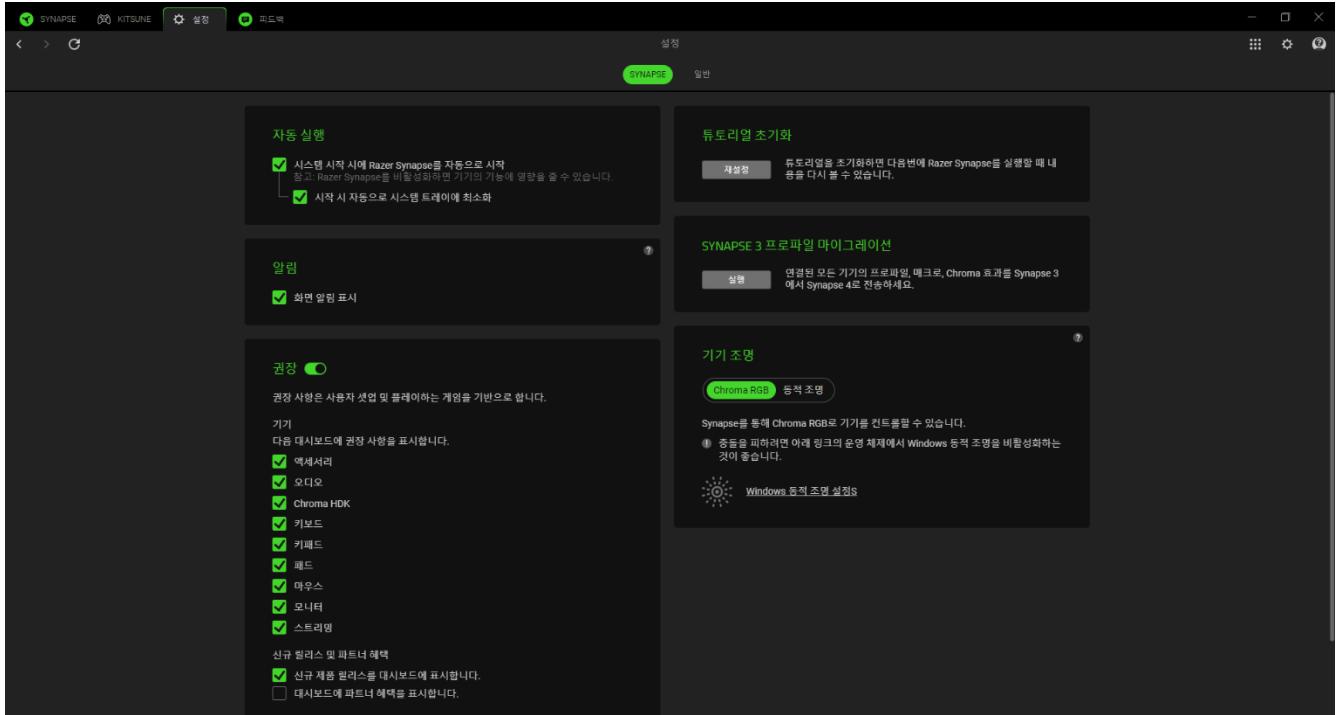 SYNAPSE
KITSUNE
설정
피드백
설정
SYNAPSE
일반
자동 실행
시스템 시작 시에 Razer Synapse를 자동으로 시작
참고: Razer Synapse를 비활성화하면 기기의 기능에 영향을 줄 수 있습니다.
시작 시 자동으로 시스템 트레이에 최소화
알림
화면 알림 표시
권장
권장 사항은 사용자 셋업 및 플레이하는 게임을 기반으로 합니다.
기기
다음 대시보드에 권장 사항을 표시합니다.
액세서리
오디오
Chroma HDK
키보드
키패드
패드
마우스
모니터
스트리밍
신규 릴리스 및 파트너 혜택
신규 제품 릴리스를 대시보드에 표시합니다.
대시보드에 파트너 혜택을 표시합니다.
튜토리얼 초기화
재설정
튜토리얼을 초기화하면 다음번에 Razer Synapse를 실행할 때 내
용을 다시 볼 수 있습니다.
SYNAPSE 3 프로파일 마이그레이션
실행
연결된 모든 기기의 프로파일, 매크로, Chroma 효과를 Synapse 3
에서 Synapse 4로 전송하세요.
기기 조명
Chroma RGB
동적 조명
Synapse를 통해 Chroma RGB로 기기를 컨트롤할 수 있습니다.
충돌을 피하려면 아래 링크의 운영 체제에서 Windows 동적 조명을 비활성화하는
것이 좋습니다.
Windows 동적 조명 설정S